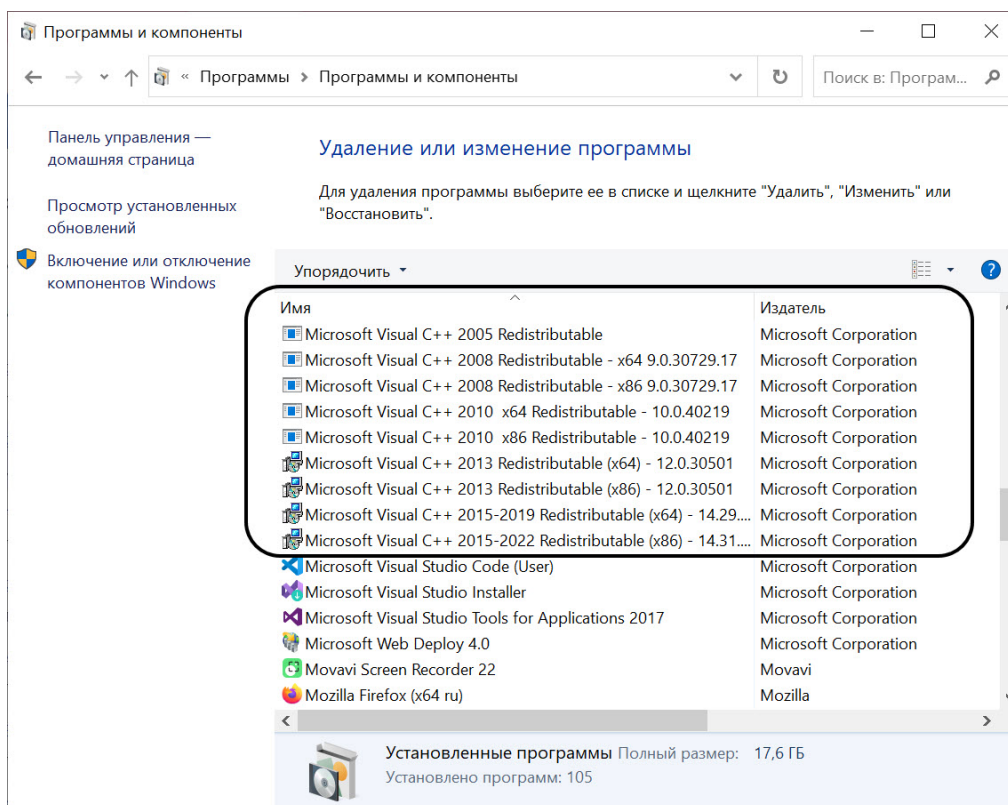 Программы и компоненты
« Программы > Программы и компоненты
Поиск в: Програм...
Панель управления —
домашняя страница
Просмотр установленных
обновлений
Включение или отключение
компонентов Windows
Удаление или изменение программы
Для удаления программы выберите ее в списке и щелкните "Удалить", "Изменить" или
"Восстановить".
Упорядочить
Имя Издатель
Microsoft Visual C++ 2005 Redistributable Microsoft Corporation
Microsoft Visual C++ 2008 Redistributable - x64 9.0.30729.17 Microsoft Corporation
Microsoft Visual C++ 2008 Redistributable - x86 9.0.30729.17 Microsoft Corporation
Microsoft Visual C++ 2010  x64 Redistributable - 10.0.40219 Microsoft Corporation
Microsoft Visual C++ 2010  x86 Redistributable - 10.0.40219 Microsoft Corporation
Microsoft Visual C++ 2013 Redistributable (x64) - 12.0.30501 Microsoft Corporation
Microsoft Visual C++ 2013 Redistributable (x86) - 12.0.30501 Microsoft Corporation
Microsoft Visual C++ 2015-2019 Redistributable (x64) - 14.29.... Microsoft Corporation
Microsoft Visual C++ 2015-2022 Redistributable (x86) - 14.31.... Microsoft Corporation
Microsoft Visual Studio Code (User) Microsoft Corporation
Microsoft Visual Studio Installer Microsoft Corporation
Microsoft Visual Studio Tools for Applications 2017 Microsoft Corporation
Microsoft Web Deploy 4.0 Microsoft Corporation
Movavi Screen Recorder 22 Movavi
Mozilla Firefox (x64 ru) Mozilla
Установленные программы Полный размер: 17,6 ГБ
Установлено программ: 105